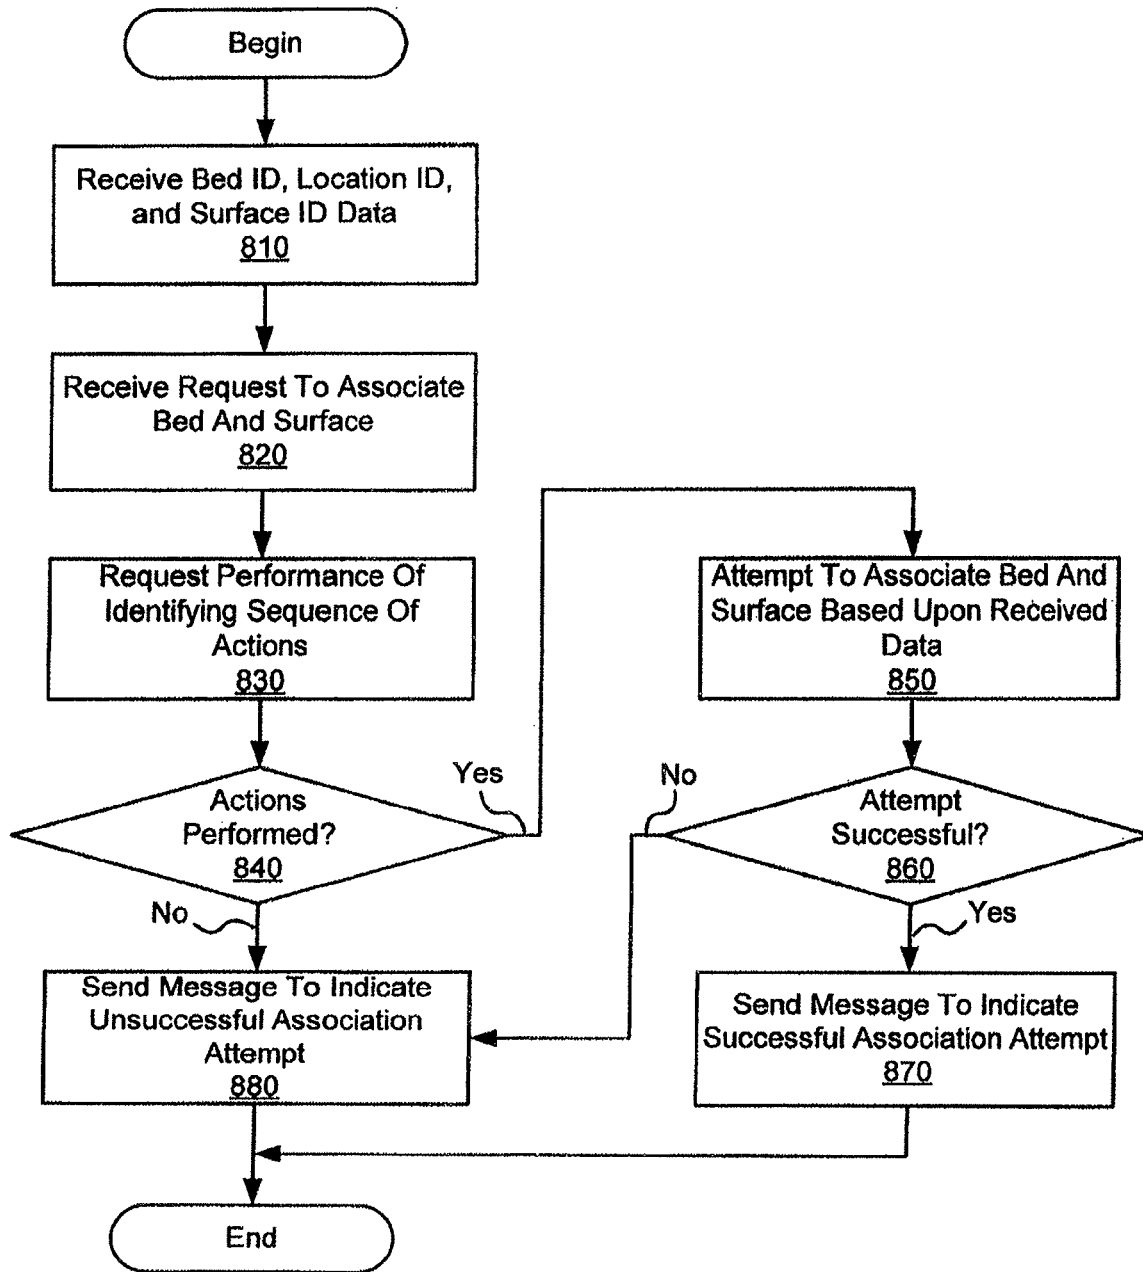 Begin
Receive Bed ID, Location ID,
and Surface ID Data
810
Receive Request To Associate
Bed And Surface
820
Request Performance Of
Identifying Sequence Of
Actions
830
Actions
Performed?
840
Yes
No
Attempt To Associate Bed And
Surface Based Upon Received
Data
850
Attempt
Successful?
860
No
Yes
Send Message To Indicate
Unsuccessful Association
Attempt
880
Send Message To Indicate
Successful Association Attempt
870
End